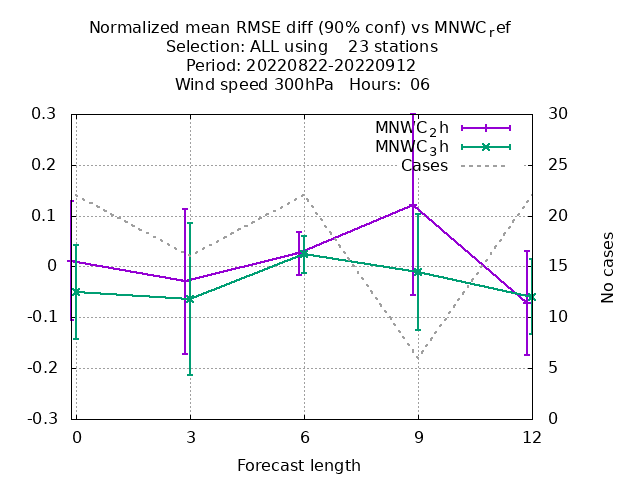 Normalized mean RMSE diff (90% conf) vs MNWC_ref
Selection: ALL using 23 stations
Period: 20220822-20220912
Wind speed 300hPa Hours: 06
MNWC_2h
MNWC_3h
Cases
0.3
0.2
0.1
0
-0.1
-0.2
-0.3
30
25
20
15
10
5
0
No cases
0 3 6 9 12
Forecast length